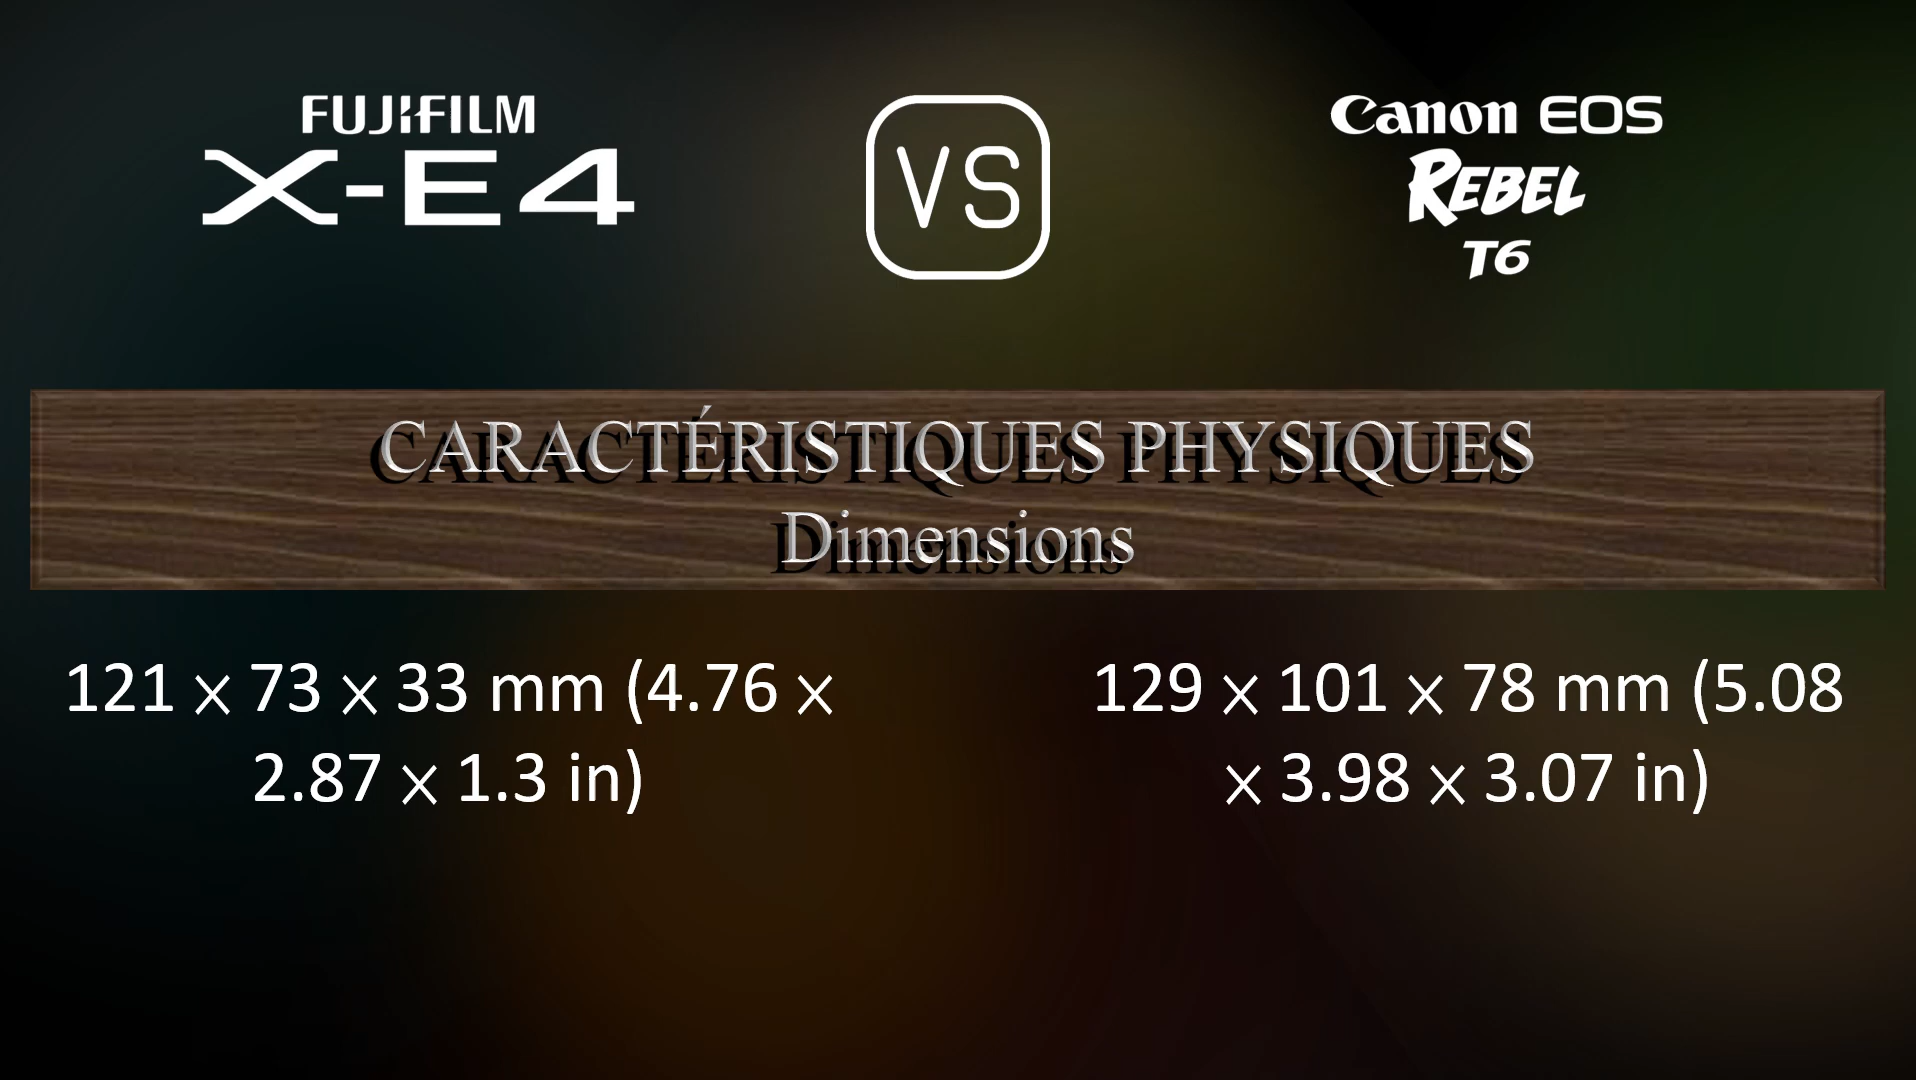 FUJIFILM
X-E4
VS
Canon EOS
REBEL
T6
CARACTÉRISTIQUES PHYSIQUES
Dimensions
121 x 73 x 33 mm (4.76 x
2.87 x 1.3 in)
129 x 101 x 78 mm (5.08
x 3.98 x 3.07 in)